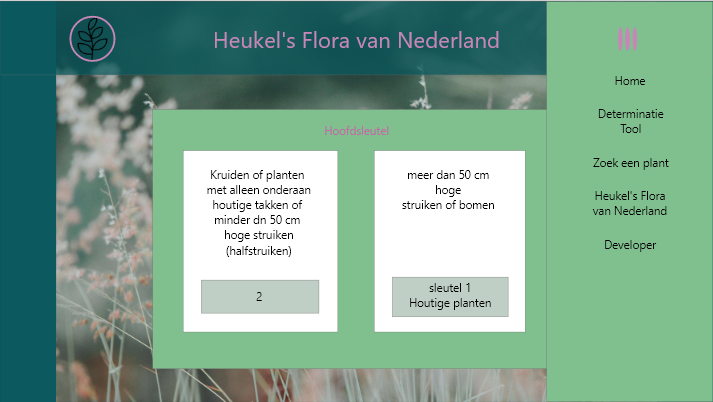 Heukel's Flora van Nederland
Hoofdsleutel
Kruiden of planten
met alleen onderaan
houtige takken of
minder dn 50 cm
hoge struiken
(halfstruiken)
2
meer dan 50 cm
hoge
struiken of bomen
sleutel 1
Houtige planten
Home
Determinatie
Tool
Zoek een plant
Heukel's Flora
van Nederland
Developer